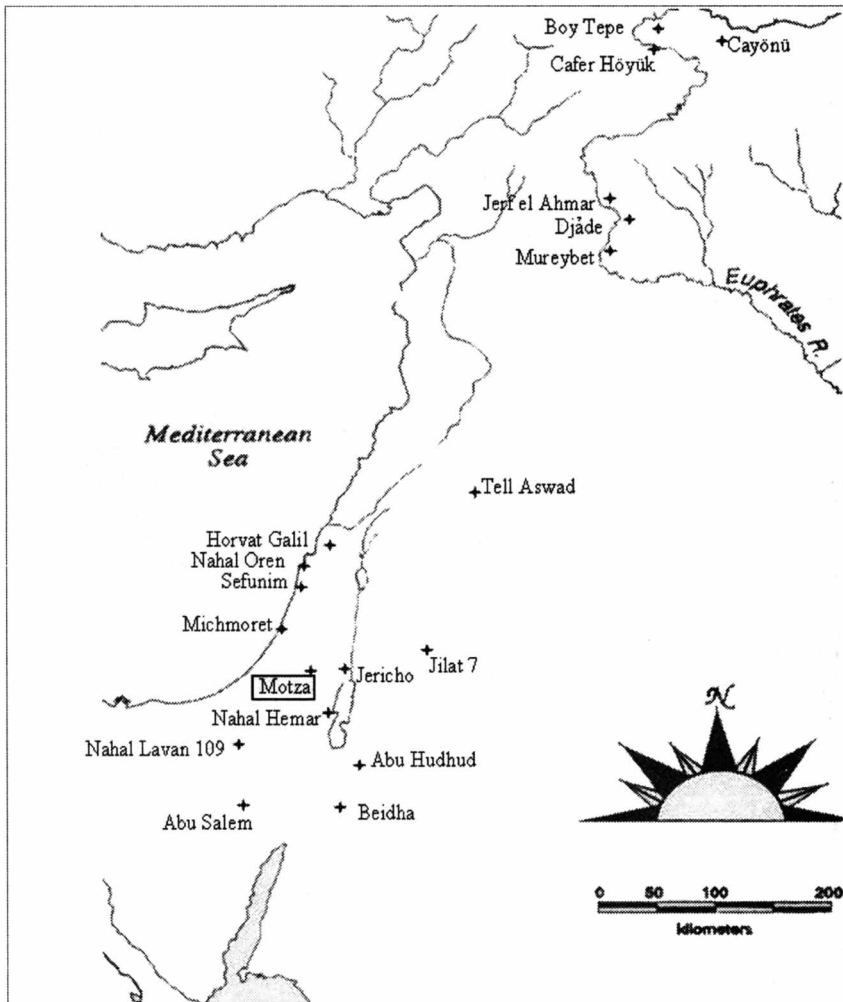 Boy Tepe
Cayönü
Cafer Höyük
Jerf el Ahmar
Djåde
Mureybet
Euphrates R.
Mediterranean
Sea
Tell Aswad
Horvat Galil
Nahal Oren
Sefunim
Michmoret
Jilat 7
Jericho
Motza
Nahal Hemar
Nahal Lavan 109
Abu Hudhud
Abu Salem
Beidha
N
0 50 100 200
kilometers